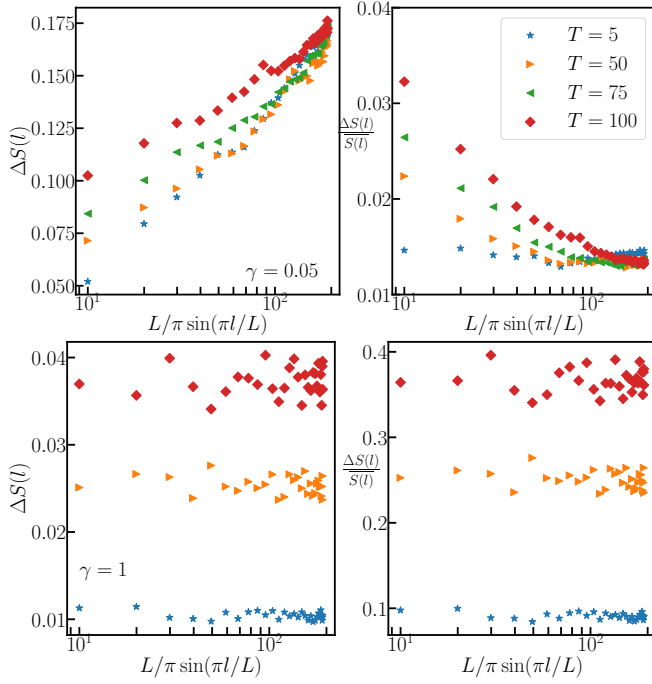 0.175
0.150
0.125
0.100
0.075
0.050
ΔS(l)
γ = 0.05
10^1
10^2
L/π sin(πl/L)
0.04
0.03
0.02
0.01
ΔS(l)/S(l)
T = 5
T = 50
T = 75
T = 100
10^1
10^2
L/π sin(πl/L)
0.04
0.03
0.02
0.01
ΔS(l)
γ = 1
10^1
10^2
L/π sin(πl/L)
0.4
0.3
0.2
0.1
ΔS(l)/S(l)
10^1
10^2
L/π sin(πl/L)